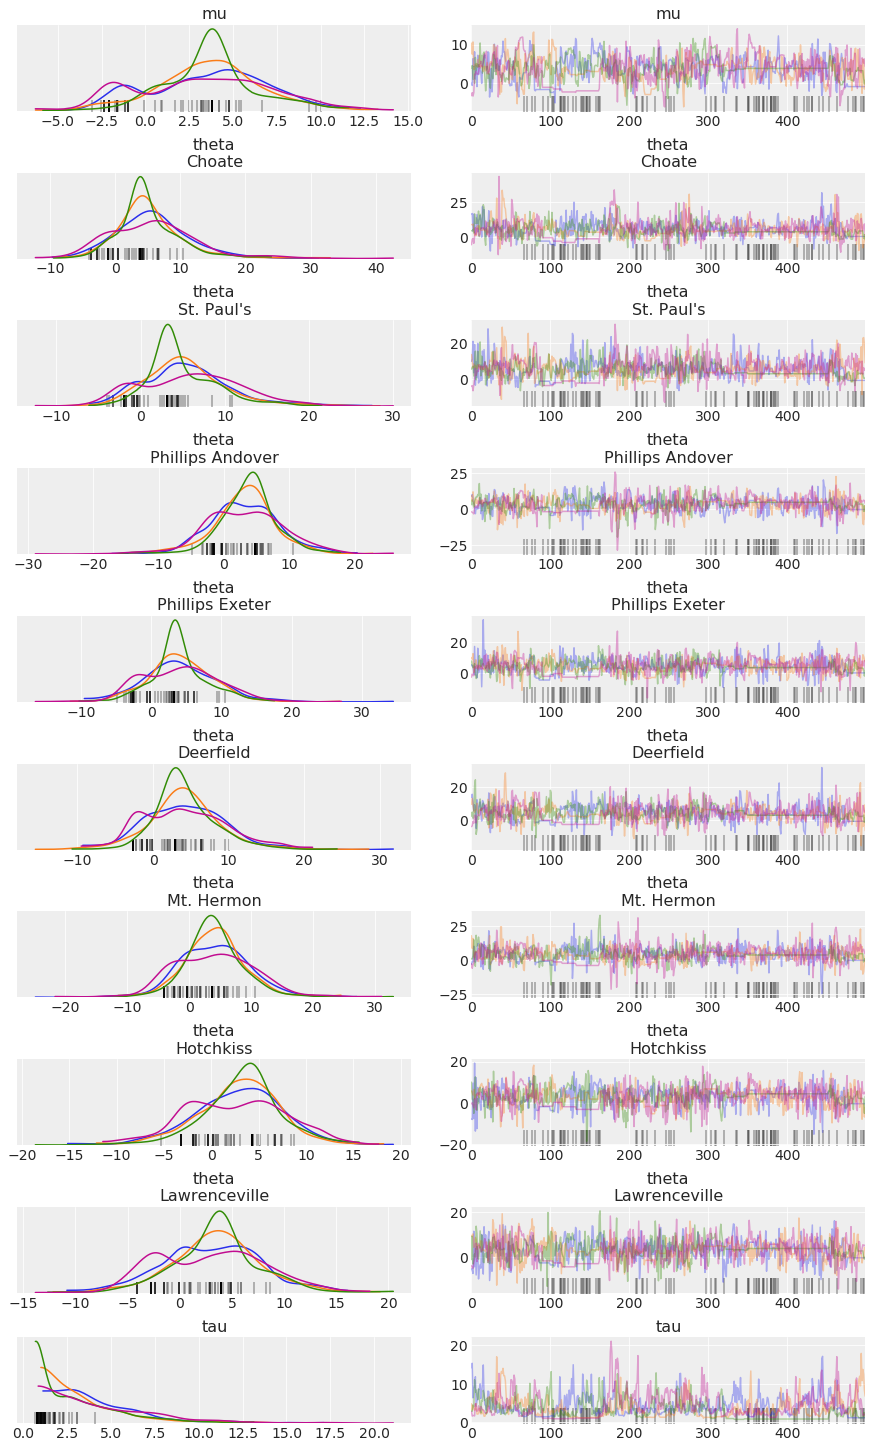 mu mu
10
0
−5.0 −2.5 0.0 2.5 5.0 7.5 10.0 12.5 15.0 0 100 200 300 400
theta theta
Choate Choate
25
0
−10 0 10 20 30 40 0 100 200 300 400
theta theta
St. Paul's St. Paul's
20
0
−10 0 10 20 30 0 100 200 300 400
theta theta
Phillips Andover Phillips Andover
25
0
−25
−30 −20 −10 0 10 20 0 100 200 300 400
theta theta
Phillips Exeter Phillips Exeter
20
0
−10 0 10 20 30 0 100 200 300 400
theta theta
Deerfield Deerfield
20
0
−10 0 10 20 30 0 100 200 300 400
theta theta
Mt. Hermon Mt. Hermon
25
0
−25
−20 −10 0 10 20 30 0 100 200 300 400
theta theta
Hotchkiss Hotchkiss
20
0
−20
−20 −15 −10 −5 0 5 10 15 20 0 100 200 300 400
theta theta
Lawrenceville Lawrenceville
20
0
−15 −10 −5 0 5 10 15 20 0 100 200 300 400
tau tau
20
10
0
0.0 2.5 5.0 7.5 10.0 12.5 15.0 17.5 20.0 0 100 200 300 400